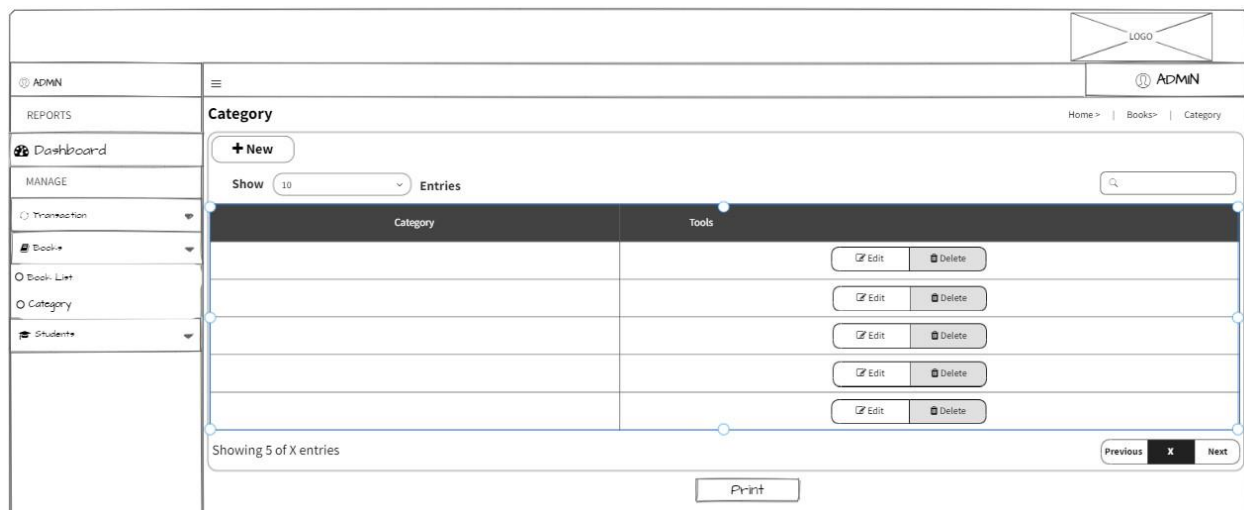 LOGO
ADMIN
ADMIN
REPORTS
Category
Home > | Books> | Category
Dashboard
+ New
MANAGE
Show 10 Entries
Transaction
Category Tools
Books
Edit Delete
Book List
Edit Delete
Category
Students
Edit Delete
Edit Delete
Edit Delete
Showing 5 of X entries
Previous X Next
Print